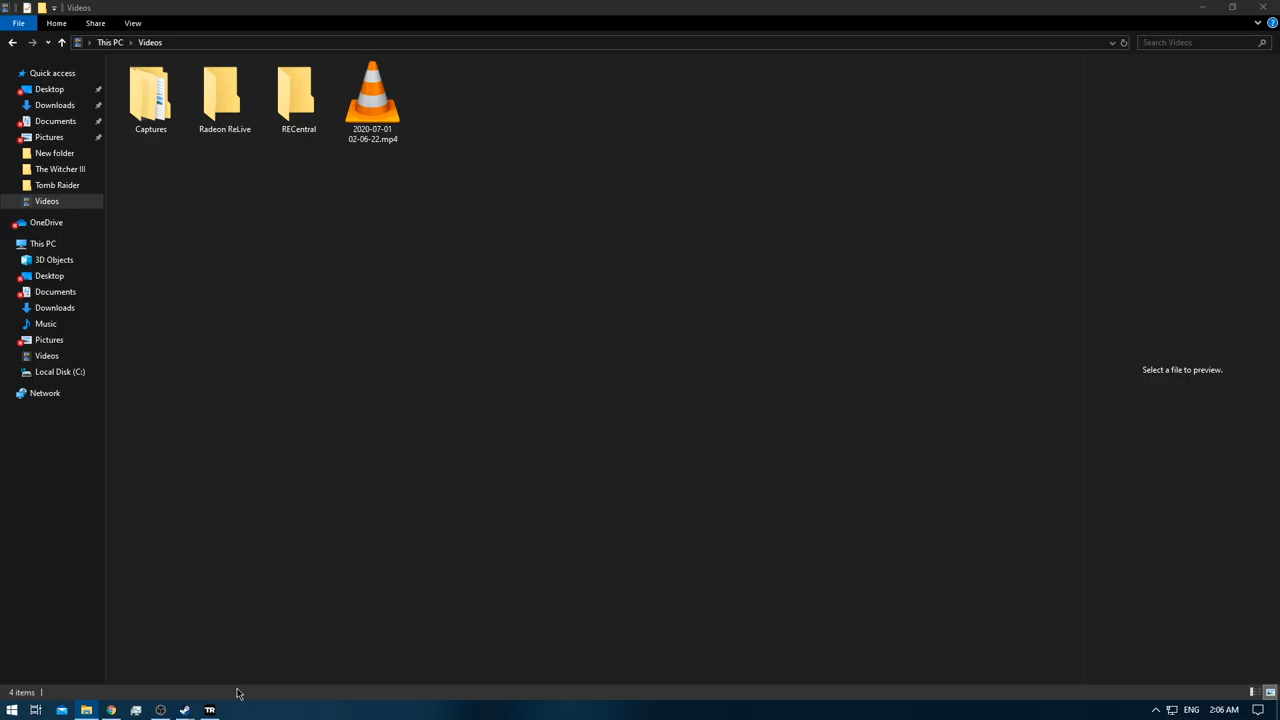 Videos
File Home Share View
This PC Videos
Search Videos
Quick access
Desktop
Downloads
Documents
Pictures
New folder
The Witcher III
Tomb Raider
Videos
OneDrive
This PC
3D Objects
Desktop
Documents
Downloads
Music
Pictures
Videos
Local Disk (C:)
Network
Captures
Radeon ReLive
RECentral
2020-07-01
02-06-22.mp4
Select a file to preview.
4 items
TR
ENG
2:06 AM